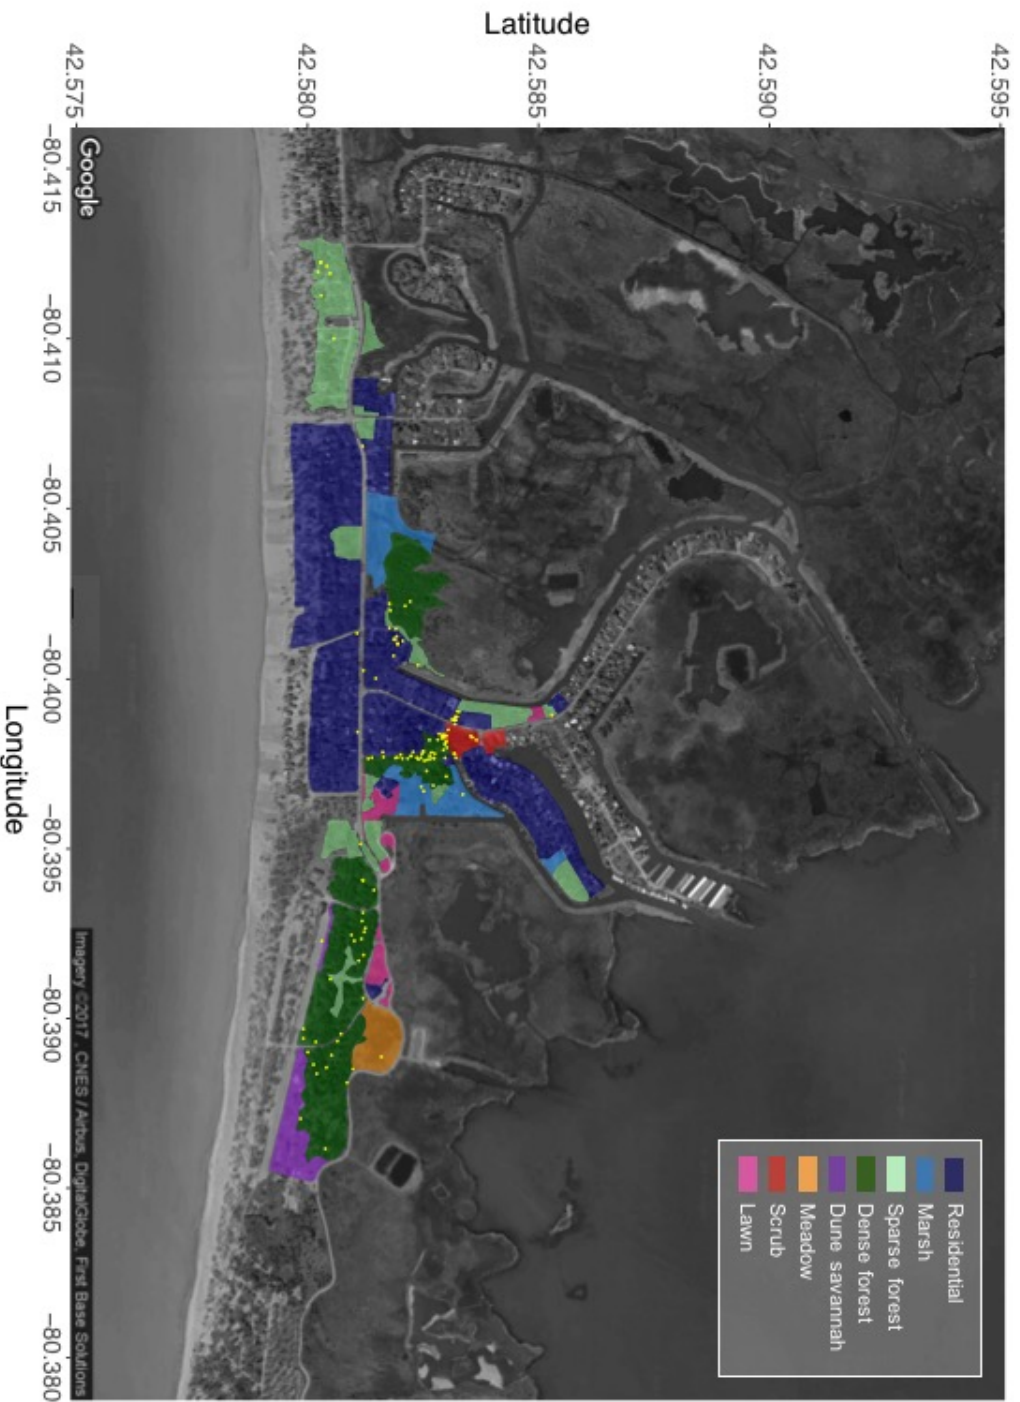 Latitude
42.595
42.590
42.585
42.580
42.575
−80.415
−80.410
−80.405
−80.400
−80.395
−80.390
−80.385
−80.380
Longitude
Residential
Marsh
Sparse forest
Dense forest
Dune savannah
Meadow
Scrub
Lawn
Google
Imagery ©2017 , CNES / Airbus, DigitalGlobe, First Base Solutions